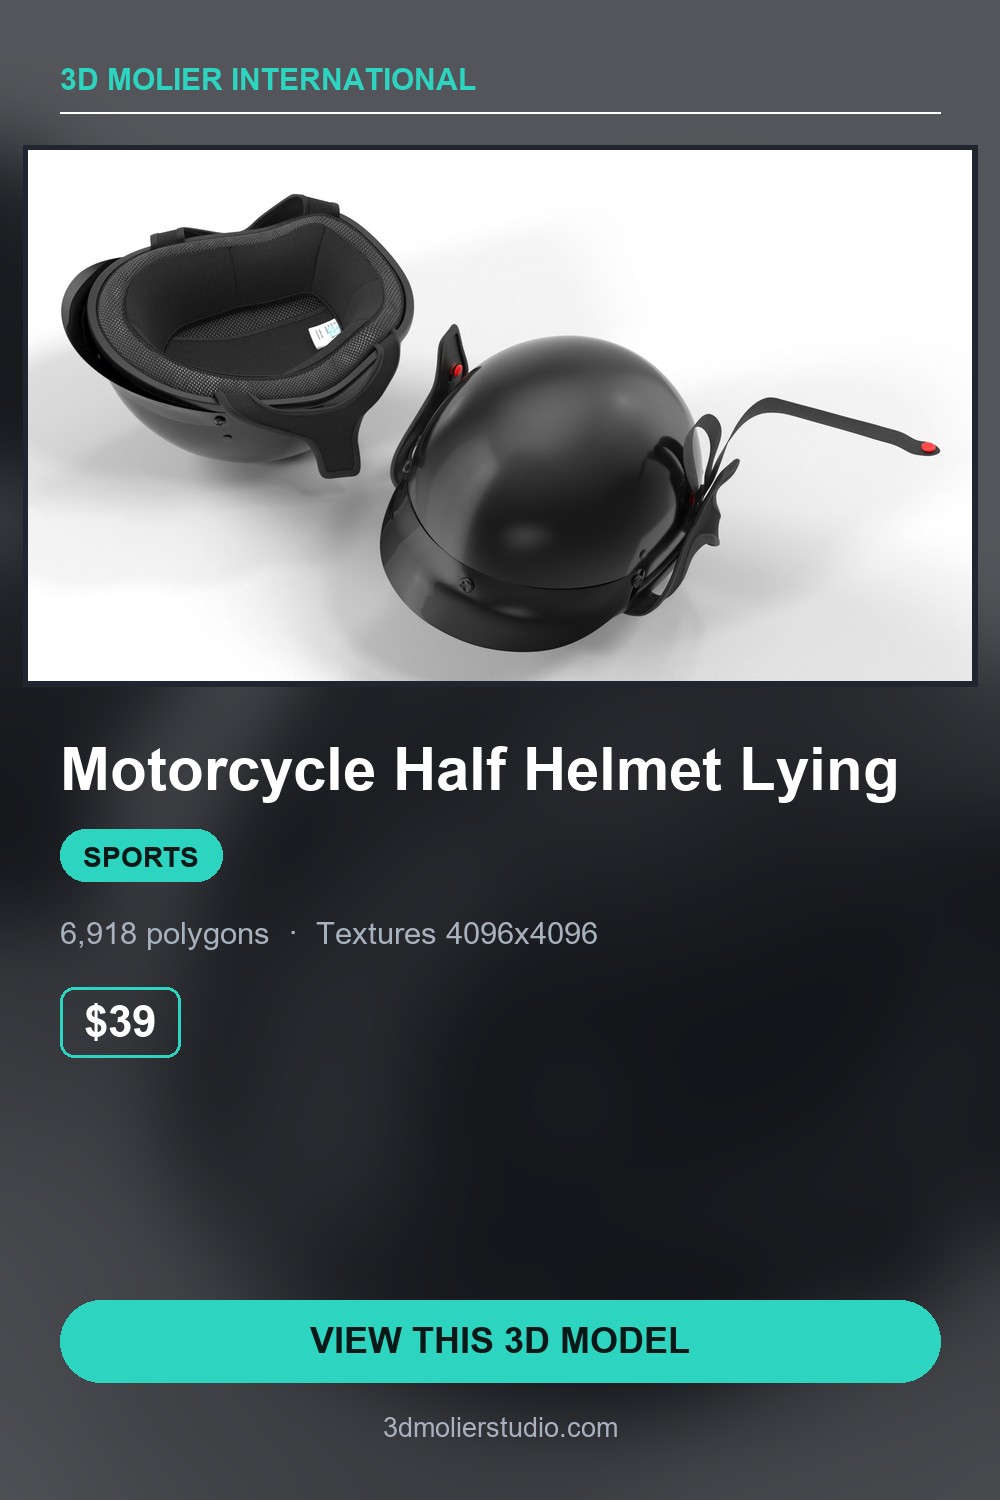 3D MOLIER INTERNATIONAL
Motorcycle Half Helmet Lying
SPORTS
6,918 polygons · Textures 4096x4096
$39
VIEW THIS 3D MODEL
3dmolierstudio.com